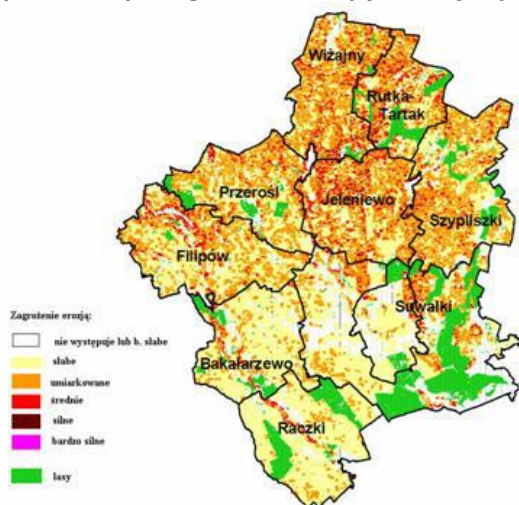 Wiżajny
Rutka-
Tartak
Przerośl
Jeleniewo
Szypliszki
Filipów
Suwałki
Bakałarzewo
Raczki
Zagrożenie erozją:
nie występuje lub b. słabe
słabe
umiarkowane
średnie
silne
bardzo silne
lasy